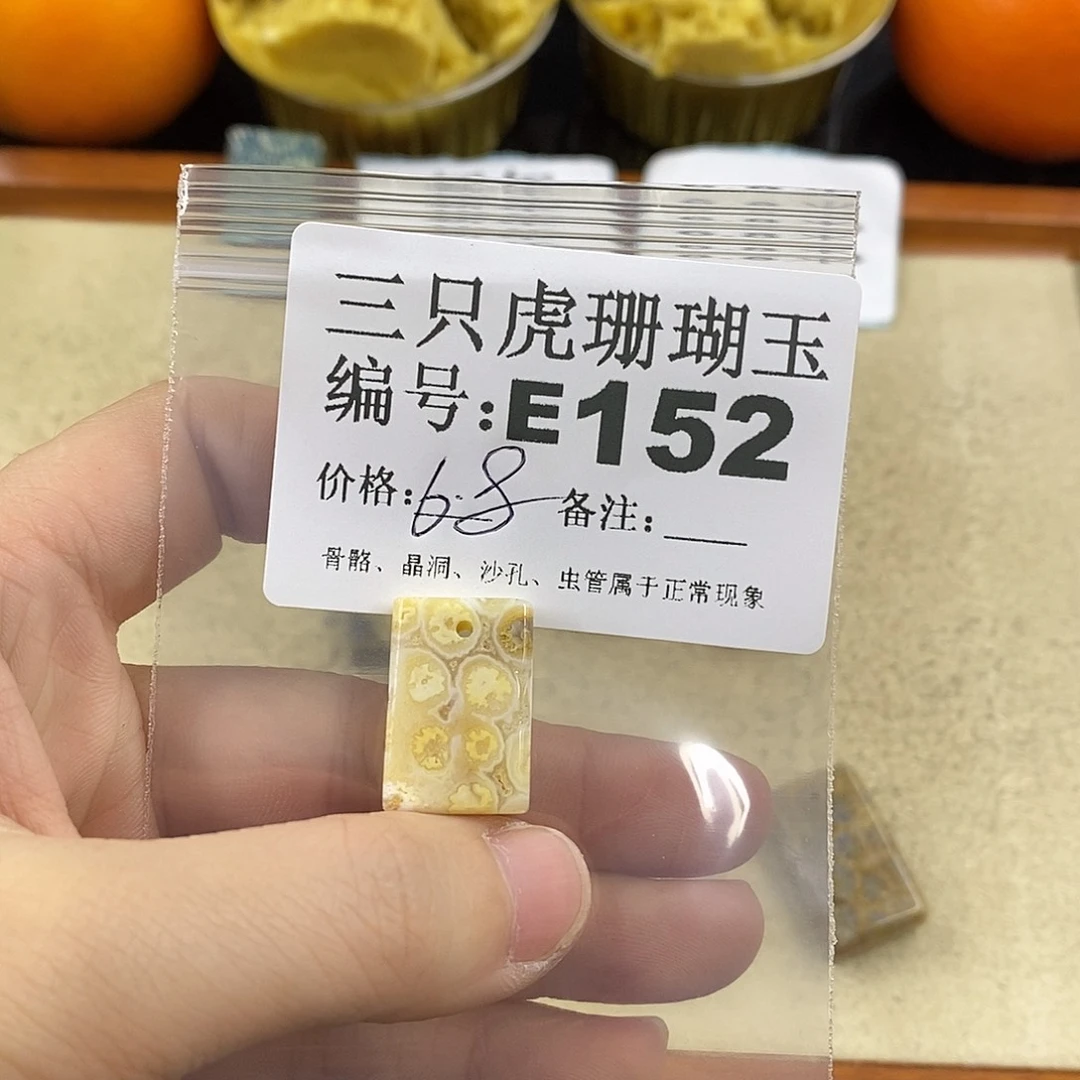 三只虎珊瑚玉
编号:E152
价格:68 备注:___
骨骼、晶洞、沙孔、虫管属于正常现象